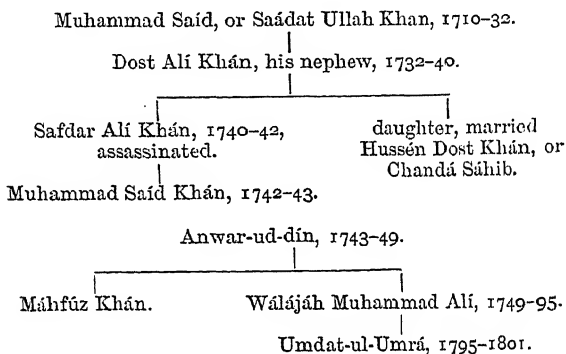 Muhammad Saíd, or Saádat Ullah Khan, 1710-32.
Dost Alí Khán, his nephew, 1732-40.
Safdar Alí Khán, 1740-42,
assassinated.
daughter, married
Hussén Dost Khán, or
Chandá Sáhib.
Muhammad Saíd Khán, 1742-43.
Anwar-ud-dín, 1743-49.
Máhfúz Khán.
Wálájáh Muhammad Alí, 1749-95.
Umdat-ul-Umrá, 1795-1801.